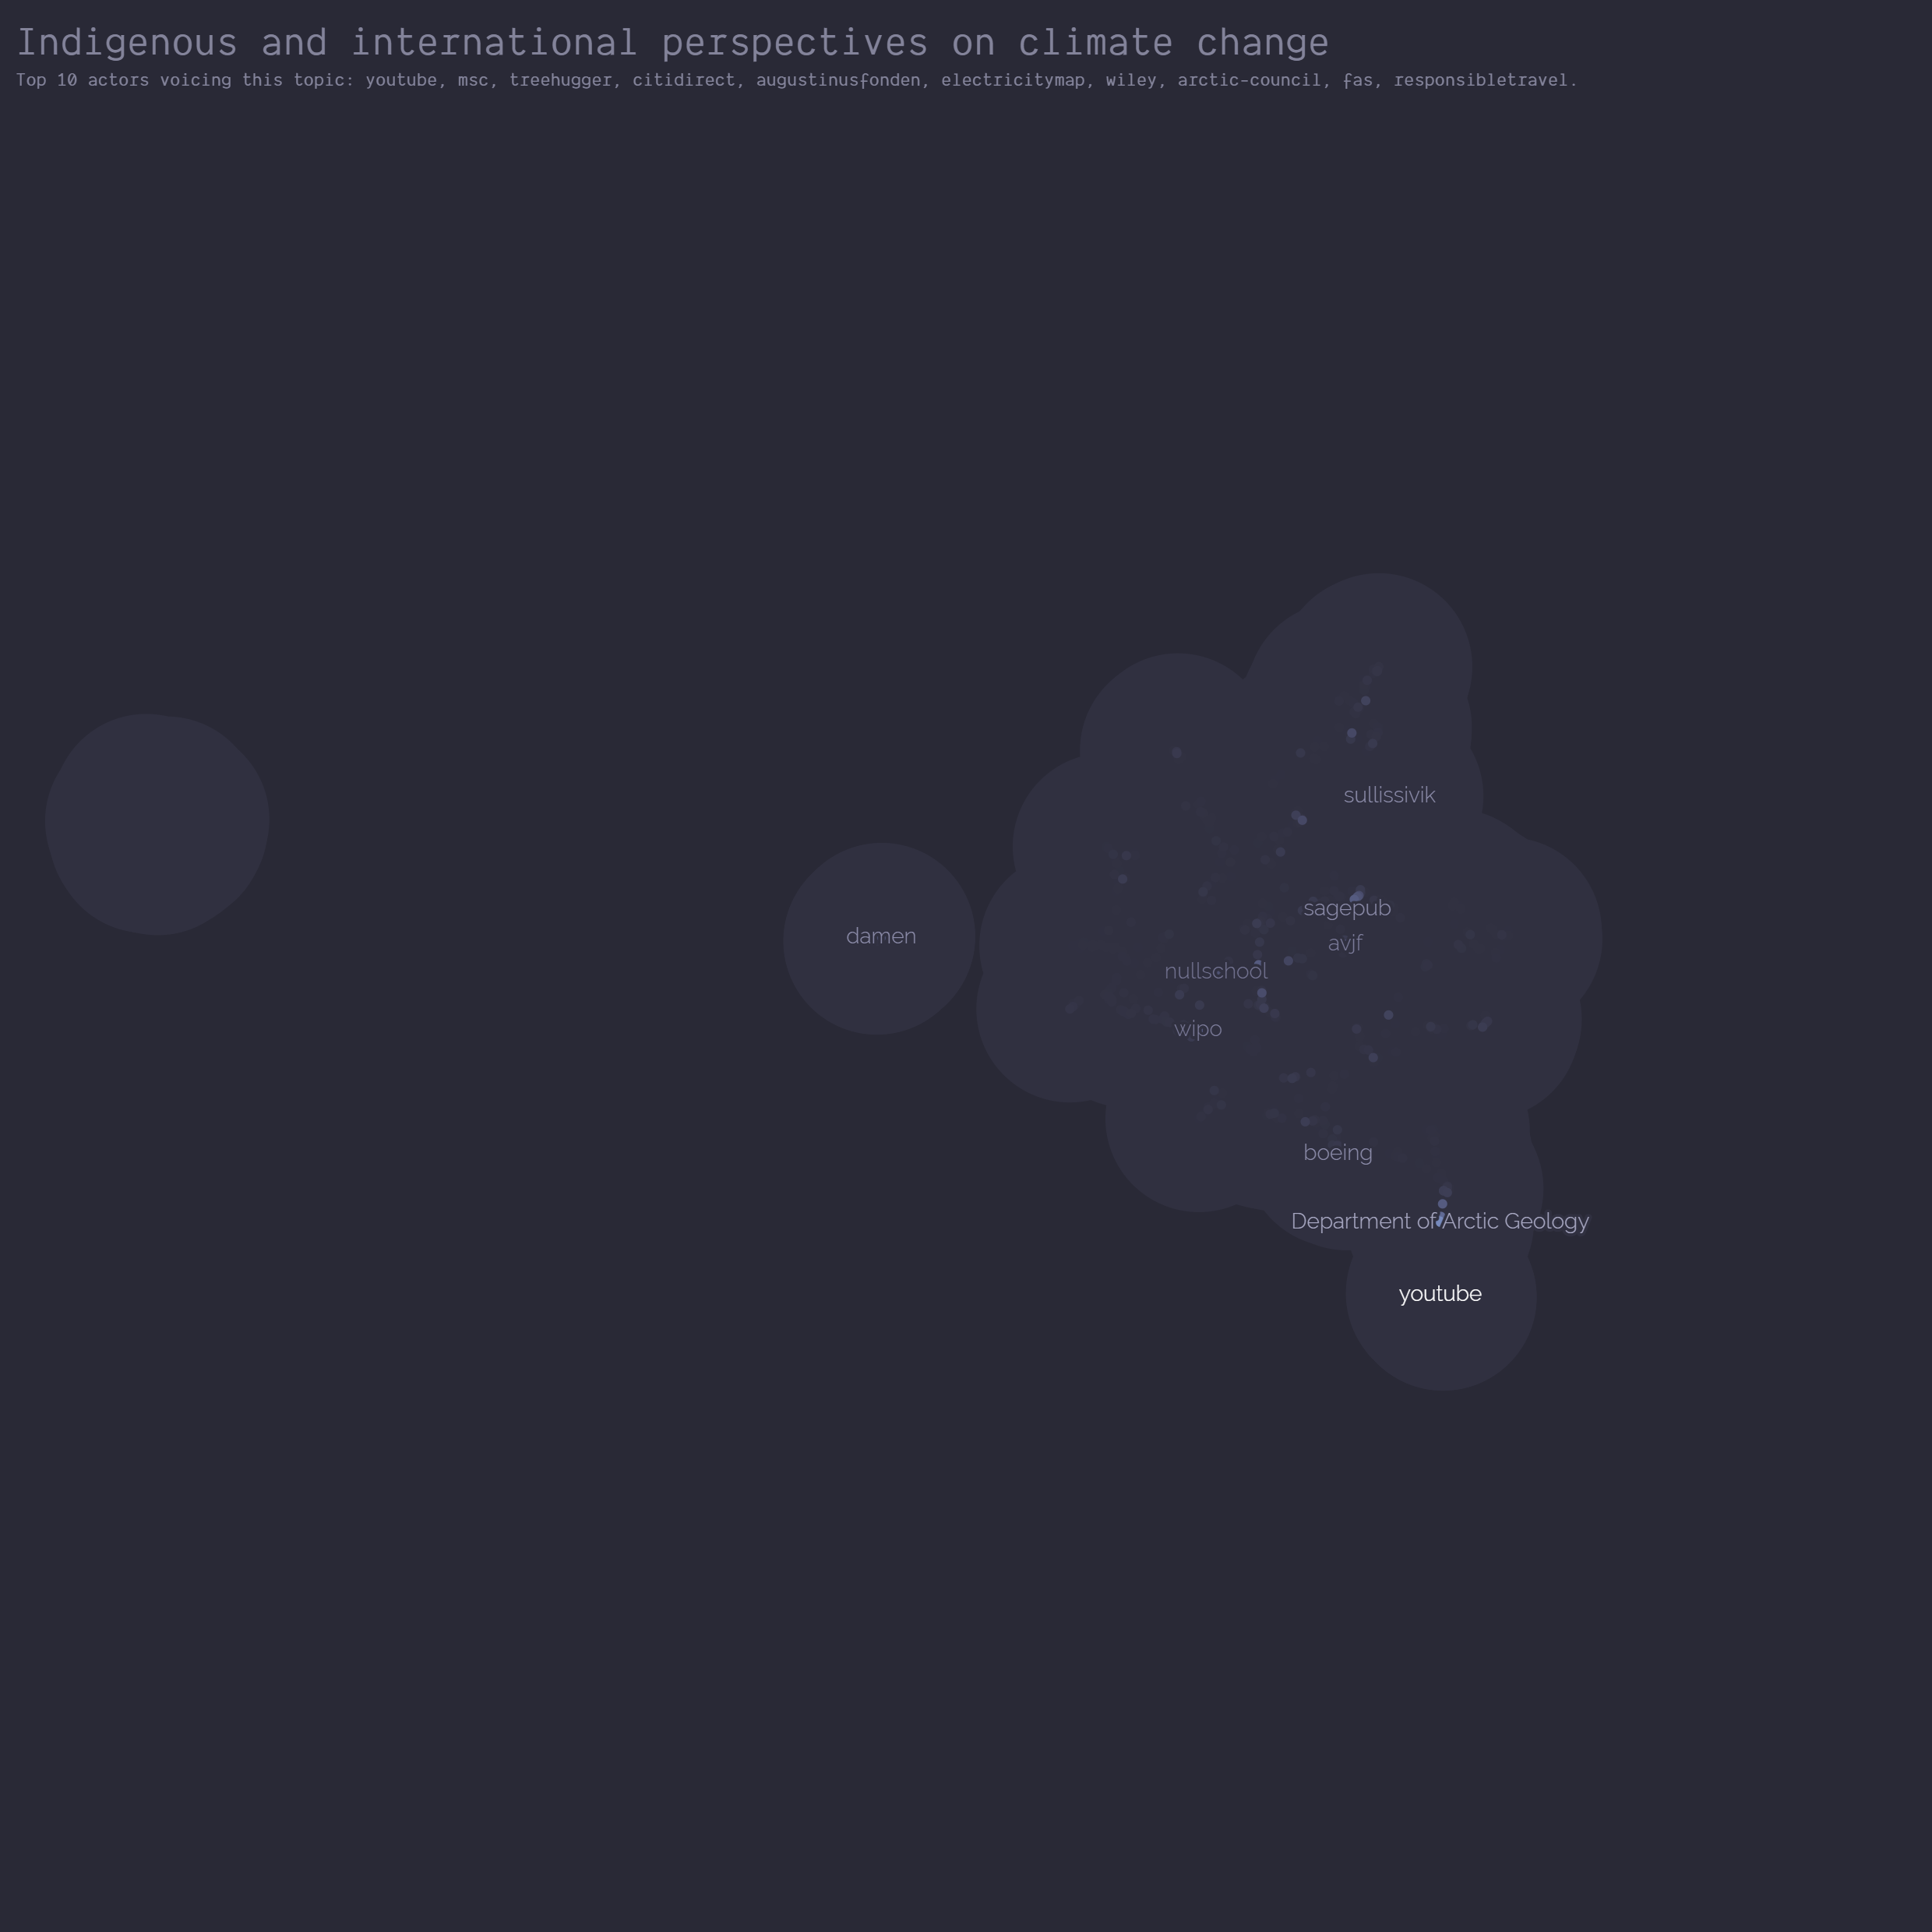 Indigenous and international perspectives on climate change
Top 10 actors voicing this topic: youtube, msc, treehugger, citidirect, augustinusfonden, electricitymap, wiley, arctic-council, fas, responsibletravel.
sullissivik
sagepub
damen
avjf
nullschool
wipo
boeing
Department of Arctic Geology
youtube